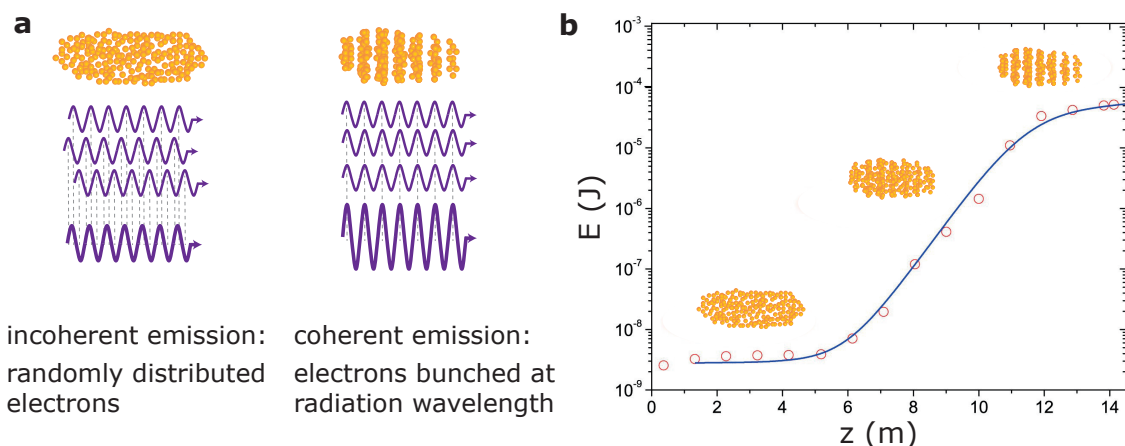 a
incoherent emission:
randomly distributed
electrons
coherent emission:
electrons bunched at
radiation wavelength
b
E (J)
10⁻³
10⁻⁴
10⁻⁵
10⁻⁶
10⁻⁷
10⁻⁸
10⁻⁹
0 2 4 6 8 10 12 14
z (m)